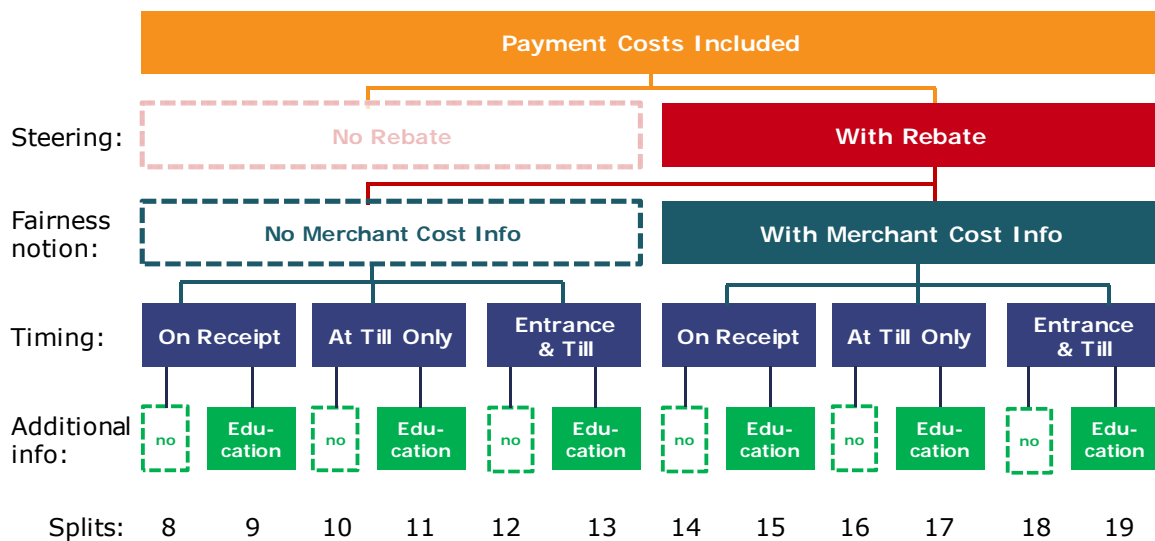 Payment Costs Included
Steering:
No Rebate
With Rebate
Fairness
notion:
No Merchant Cost Info
With Merchant Cost Info
Timing:
On Receipt
At Till Only
Entrance
& Till
On Receipt
At Till Only
Entrance
& Till
Additional
info:
no
Edu-
cation
no
Edu-
cation
no
Edu-
cation
no
Edu-
cation
no
Edu-
cation
no
Edu-
cation
Splits: 8 9 10 11 12 13 14 15 16 17 18 19